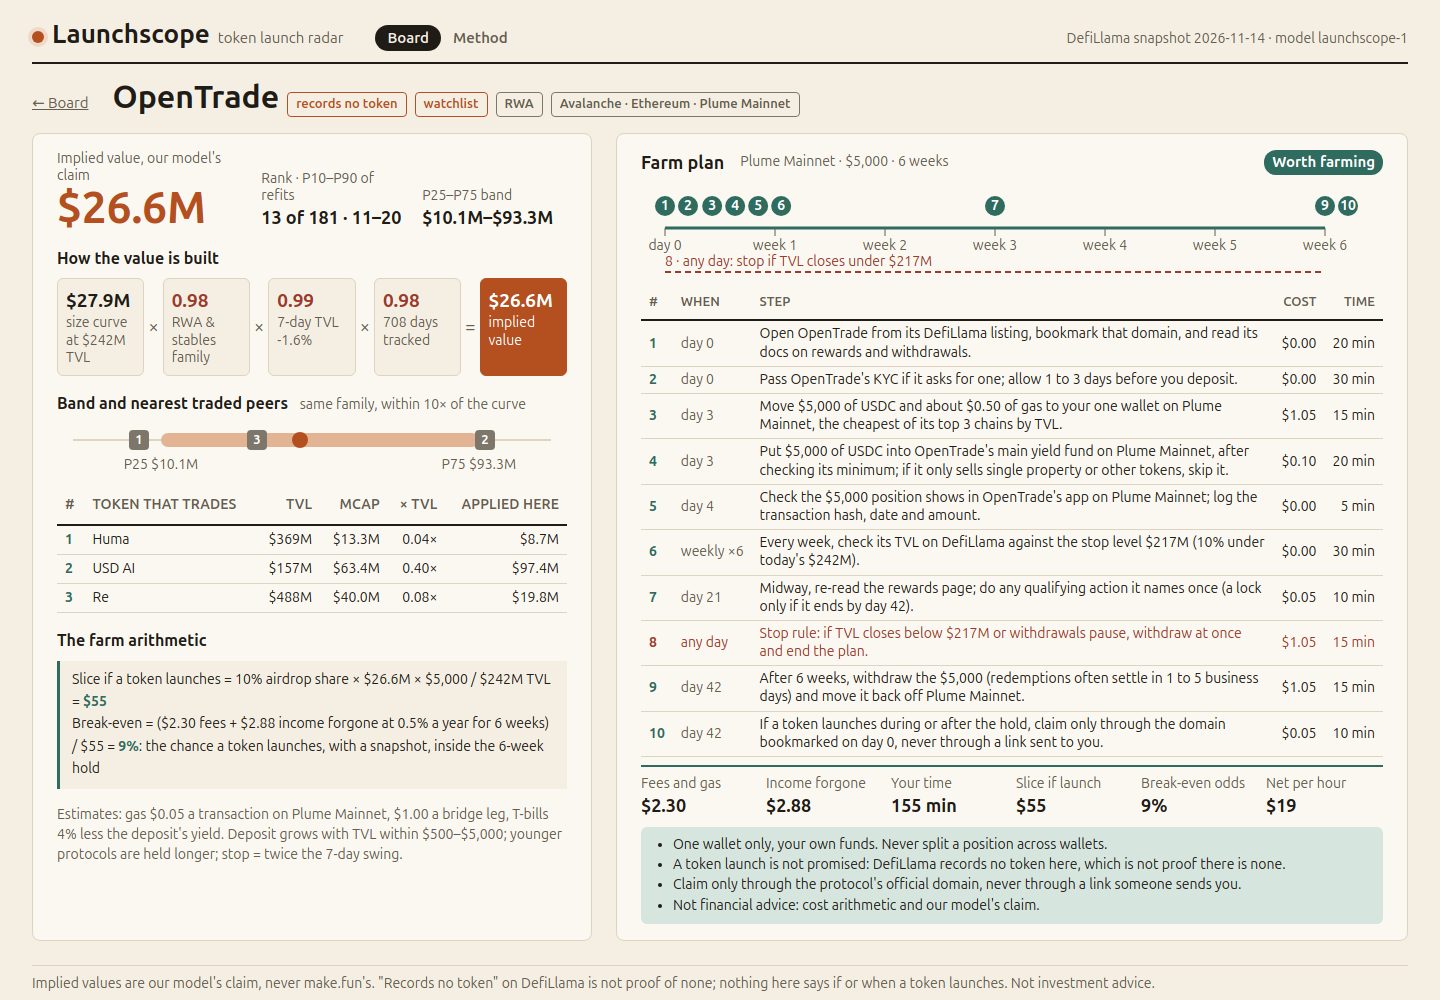 Launchscope token launch radar Board Method DefiLlama snapshot 2026-11-14 · model launchscope-1
← Board OpenTrade records no token watchlist RWA Avalanche · Ethereum · Plume Mainnet
Implied value, our model's
claim
$26.6M
Rank · P10–P90 of
refits
13 of 181 · 11–20
P25–P75 band
$10.1M–$93.3M
How the value is built
$27.9M
size curve
at $242M
TVL
×
0.98
RWA &
stables
family
×
0.99
7-day TVL
-1.6%
×
0.98
708 days
tracked
=
$26.6M
implied
value
Band and nearest traded peers same family, within 10× of the curve
1 3 2
P25 $10.1M P75 $93.3M
# TOKEN THAT TRADES TVL MCAP × TVL APPLIED HERE
1 Huma $369M $13.3M 0.04× $8.7M
2 USD AI $157M $63.4M 0.40× $97.4M
3 Re $488M $40.0M 0.08× $19.8M
The farm arithmetic
Slice if a token launches = 10% airdrop share × $26.6M × $5,000 / $242M TVL
= $55
Break-even = ($2.30 fees + $2.88 income forgone at 0.5% a year for 6 weeks)
/ $55 = 9%: the chance a token launches, with a snapshot, inside the 6-week
hold
Estimates: gas $0.05 a transaction on Plume Mainnet, $1.00 a bridge leg, T-bills
4% less the deposit's yield. Deposit grows with TVL within $500–$5,000; younger
protocols are held longer; stop = twice the 7-day swing.
Farm plan Plume Mainnet · $5,000 · 6 weeks Worth farming
1 2 3 4 5 6 7 9 10
day 0 week 1 week 2 week 3 week 4 week 5 week 6
8 · any day: stop if TVL closes under $217M
# WHEN STEP COST TIME
1 day 0 Open OpenTrade from its DefiLlama listing, bookmark that domain, and read its
docs on rewards and withdrawals. $0.00 20 min
2 day 0 Pass OpenTrade's KYC if it asks for one; allow 1 to 3 days before you deposit. $0.00 30 min
3 day 3 Move $5,000 of USDC and about $0.50 of gas to your one wallet on Plume
Mainnet, the cheapest of its top 3 chains by TVL. $1.05 15 min
4 day 3 Put $5,000 of USDC into OpenTrade's main yield fund on Plume Mainnet, after
checking its minimum; if it only sells single property or other tokens, skip it. $0.10 20 min
5 day 4 Check the $5,000 position shows in OpenTrade's app on Plume Mainnet; log the
transaction hash, date and amount. $0.00 5 min
6 weekly ×6 Every week, check its TVL on DefiLlama against the stop level $217M (10% under
today's $242M). $0.00 30 min
7 day 21 Midway, re-read the rewards page; do any qualifying action it names once (a lock
only if it ends by day 42). $0.05 10 min
8 any day Stop rule: if TVL closes below $217M or withdrawals pause, withdraw at once
and end the plan. $1.05 15 min
9 day 42 After 6 weeks, withdraw the $5,000 (redemptions often settle in 1 to 5 business
days) and move it back off Plume Mainnet. $1.05 15 min
10 day 42 If a token launches during or after the hold, claim only through the domain
bookmarked on day 0, never through a link sent to you. $0.05 10 min
Fees and gas Income forgone Your time Slice if launch Break-even odds Net per hour
$2.30 $2.88 155 min $55 9% $19
• One wallet only, your own funds. Never split a position across wallets.
• A token launch is not promised: DefiLlama records no token here, which is not proof there is none.
• Claim only through the protocol's official domain, never through a link someone sends you.
• Not financial advice: cost arithmetic and our model's claim.
Implied values are our model's claim, never make.fun's. "Records no token" on DefiLlama is not proof of none; nothing here says if or when a token launches. Not investment advice.